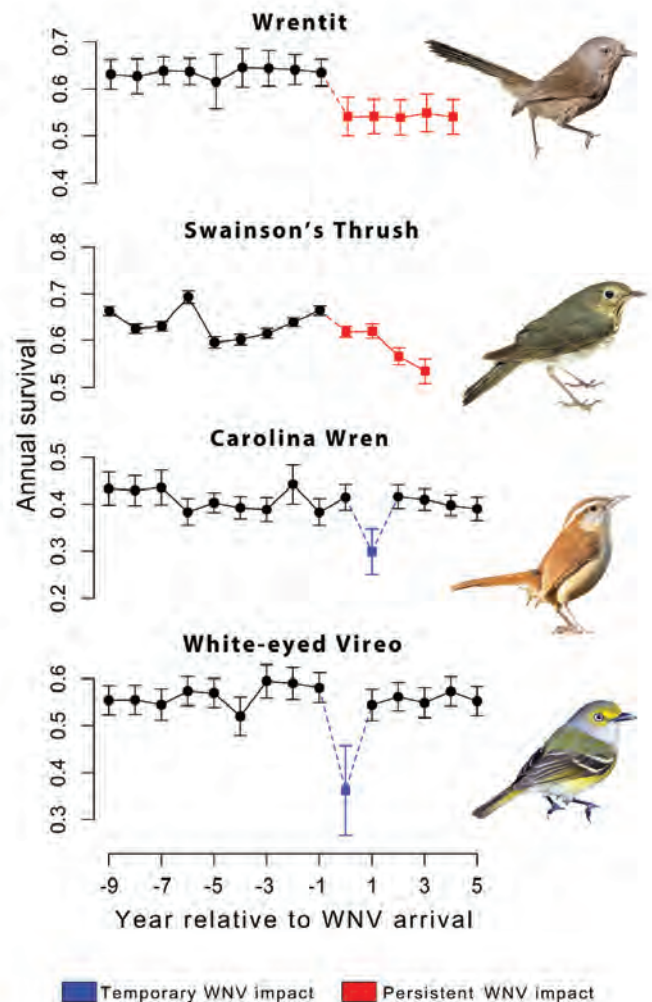 Wrentit
0.7
0.6
0.5
0.4
Swainson's Thrush
0.8
0.7
0.6
0.5
Annual survival
Carolina Wren
0.5
0.4
0.3
0.2
White-eyed Vireo
0.6
0.5
0.4
0.3
-9 -7 -5 -3 -1 1 3 5
Year relative to WNV arrival
Temporary WNV impact Persistent WNV impact